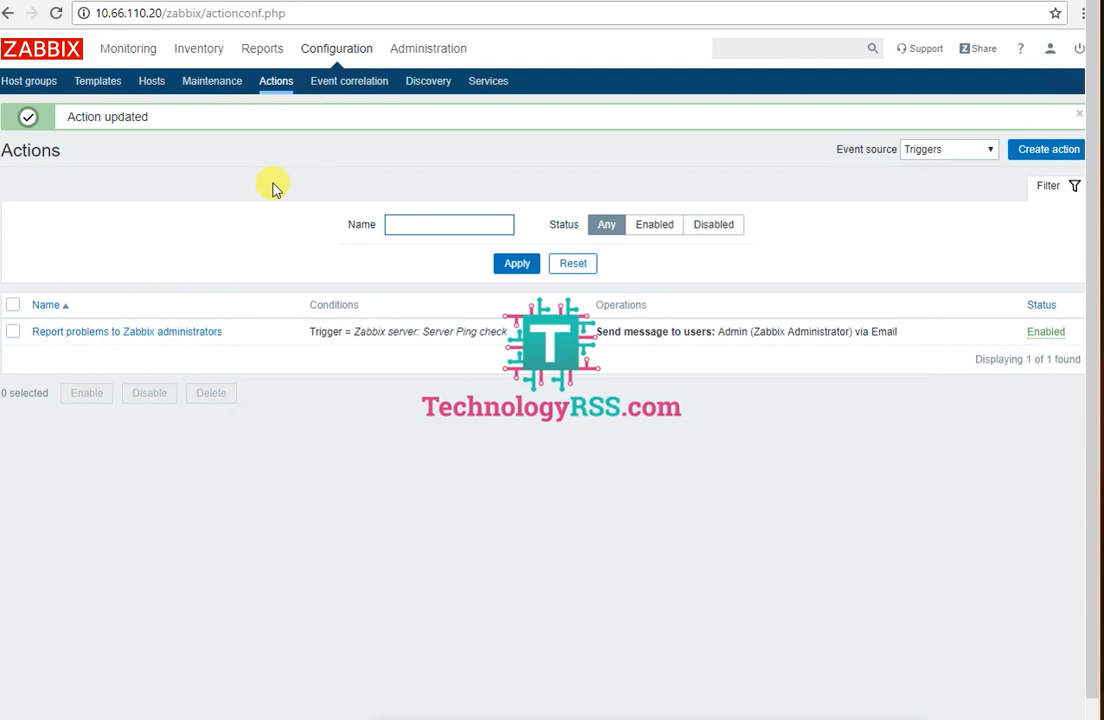 10.66.110.20/zabbix/actionconf.php
ZABBIX Monitoring Inventory Reports Configuration Administration Support Z Share ?
Host groups Templates Hosts Maintenance Actions Event correlation Discovery Services
Action updated
Actions Event source Triggers Create action
Filter
Name Status Any Enabled Disabled
Apply Reset
Name Conditions Operations Status
Report problems to Zabbix administrators Trigger = Zabbix server: Server Ping check Send message to users: Admin (Zabbix Administrator) via Email Enabled
Displaying 1 of 1 found
0 selected Enable Disable Delete
T
TechnologyRSS.com